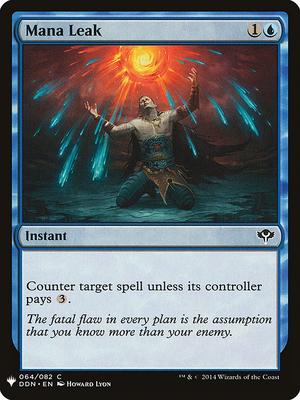 Mana Leak 1
Instant
Counter target spell unless its controller
pays 3.
The fatal flaw in every plan is the assumption
that you know more than your enemy.
064/082 C
DDN • EN Howard Lyon
™ & © 2014 Wizards of the Coast